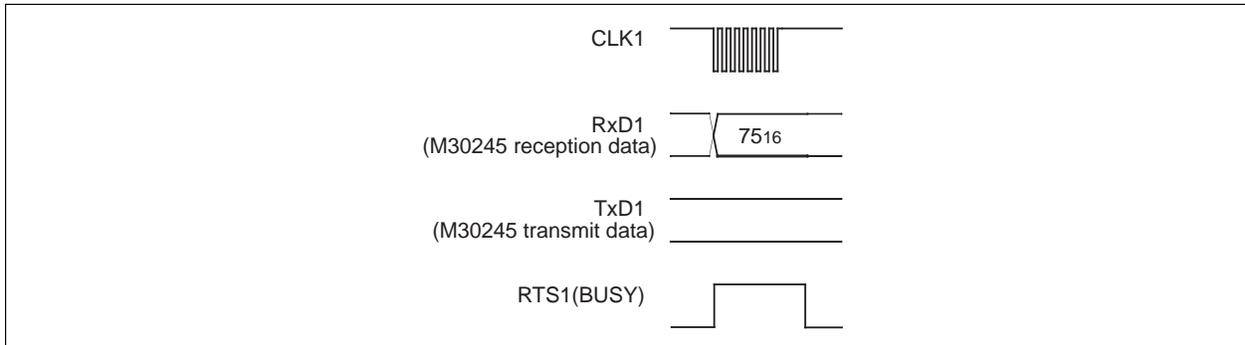 CLK1
RxD1
(M30245 reception data)
7516
TxD1
(M30245 transmit data)
RTS1(BUSY)